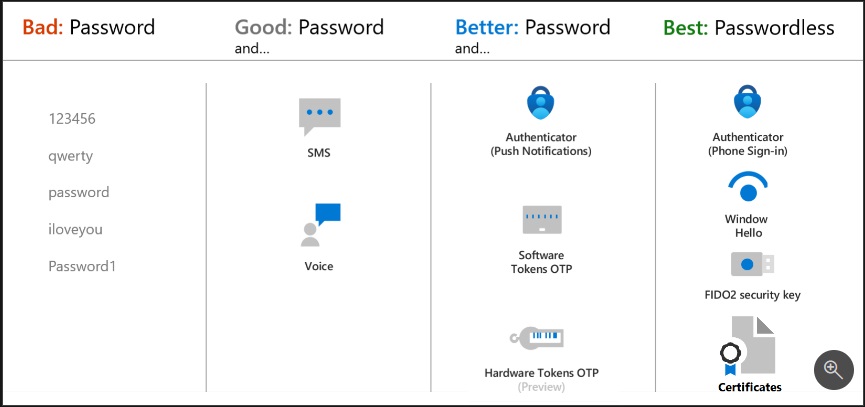 Bad: Password
123456
qwerty
password
iloveyou
Password1
Good: Password
and...
SMS
Voice
Better: Password
and...
Authenticator
(Push Notifications)
Software
Tokens OTP
Hardware Tokens OTP
(Preview)
Best: Passwordless
Authenticator
(Phone Sign-in)
Window
Hello
FIDO2 security key
Certificates